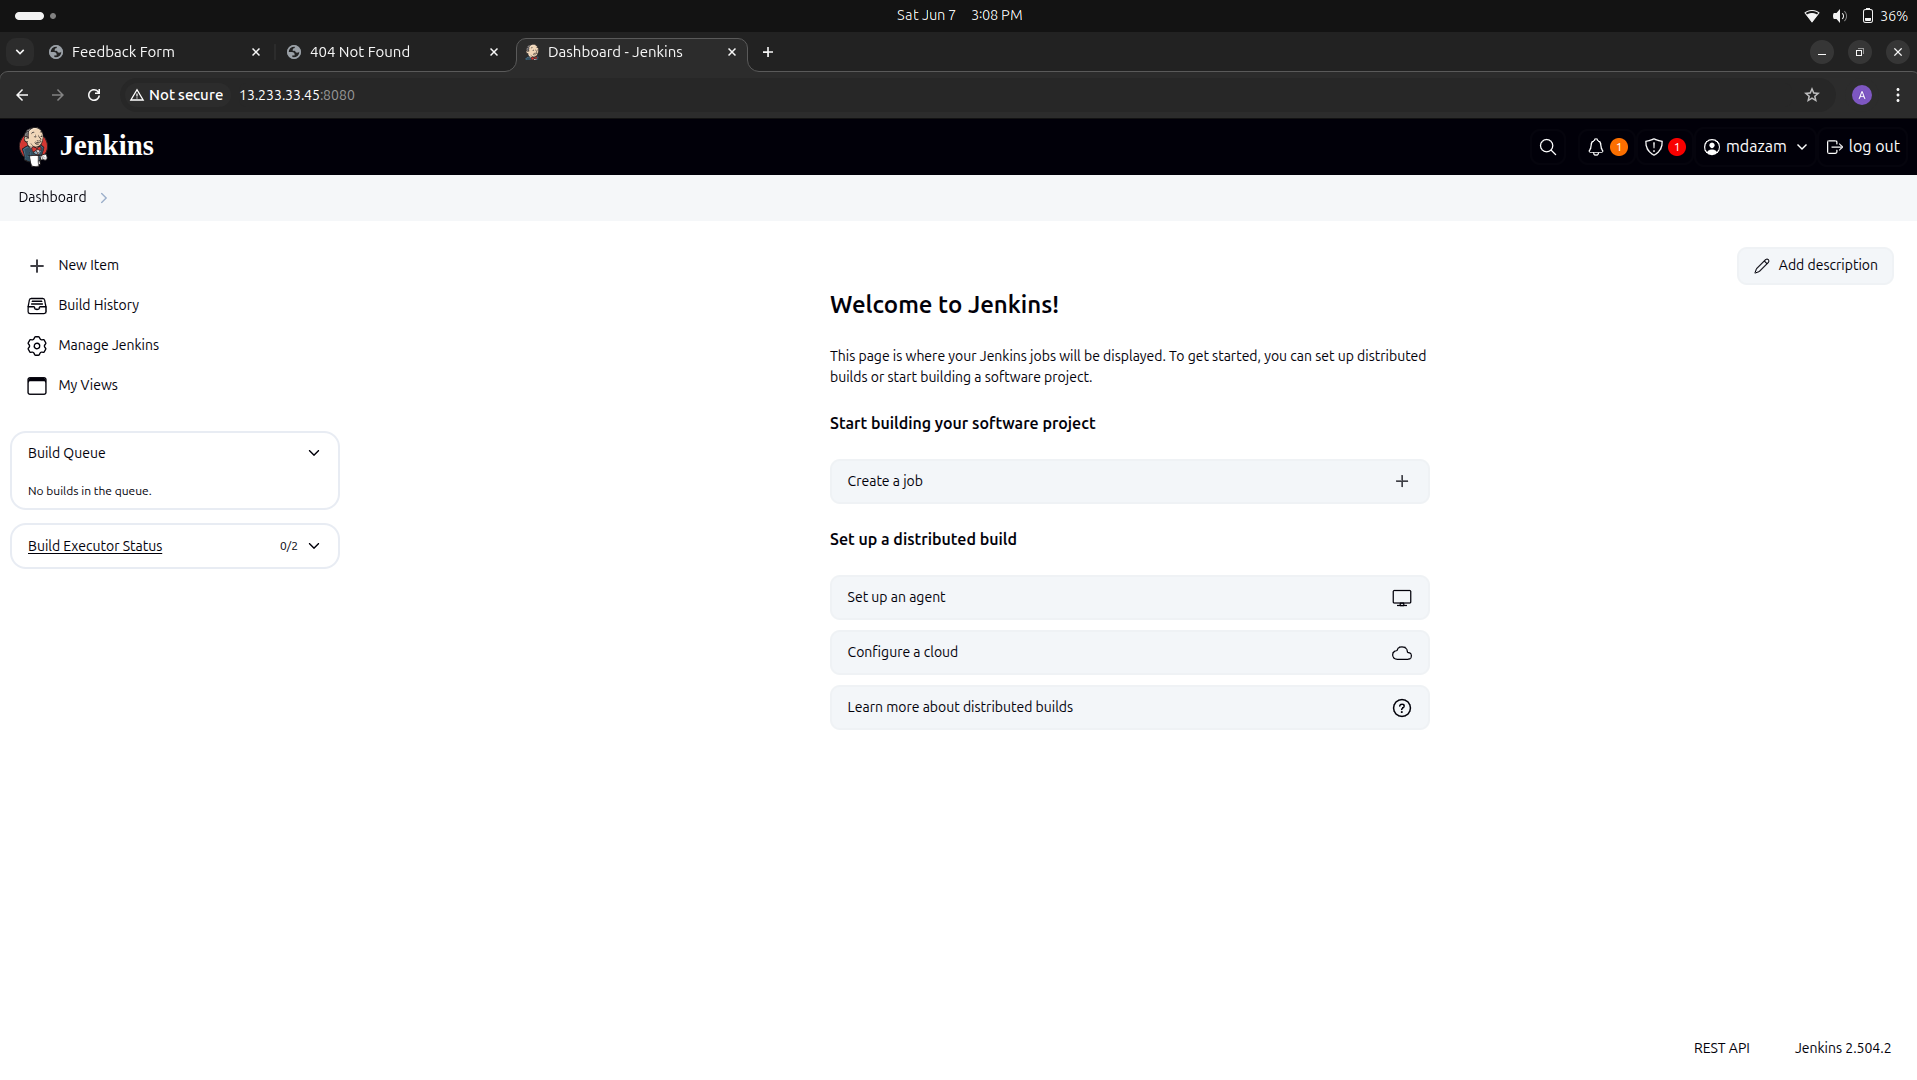 Sat Jun 7 3:08 PM
36%
Feedback Form
404 Not Found
Dashboard - Jenkins
Not secure 13.233.33.45:8080
A
Jenkins
1
1
mdazam
log out
Dashboard
New Item
Build History
Manage Jenkins
My Views
Build Queue
No builds in the queue.
Build Executor Status 0/2
Add description
Welcome to Jenkins!
This page is where your Jenkins jobs will be displayed. To get started, you can set up distributed
builds or start building a software project.
Start building your software project
Create a job
Set up a distributed build
Set up an agent
Configure a cloud
Learn more about distributed builds
REST API
Jenkins 2.504.2